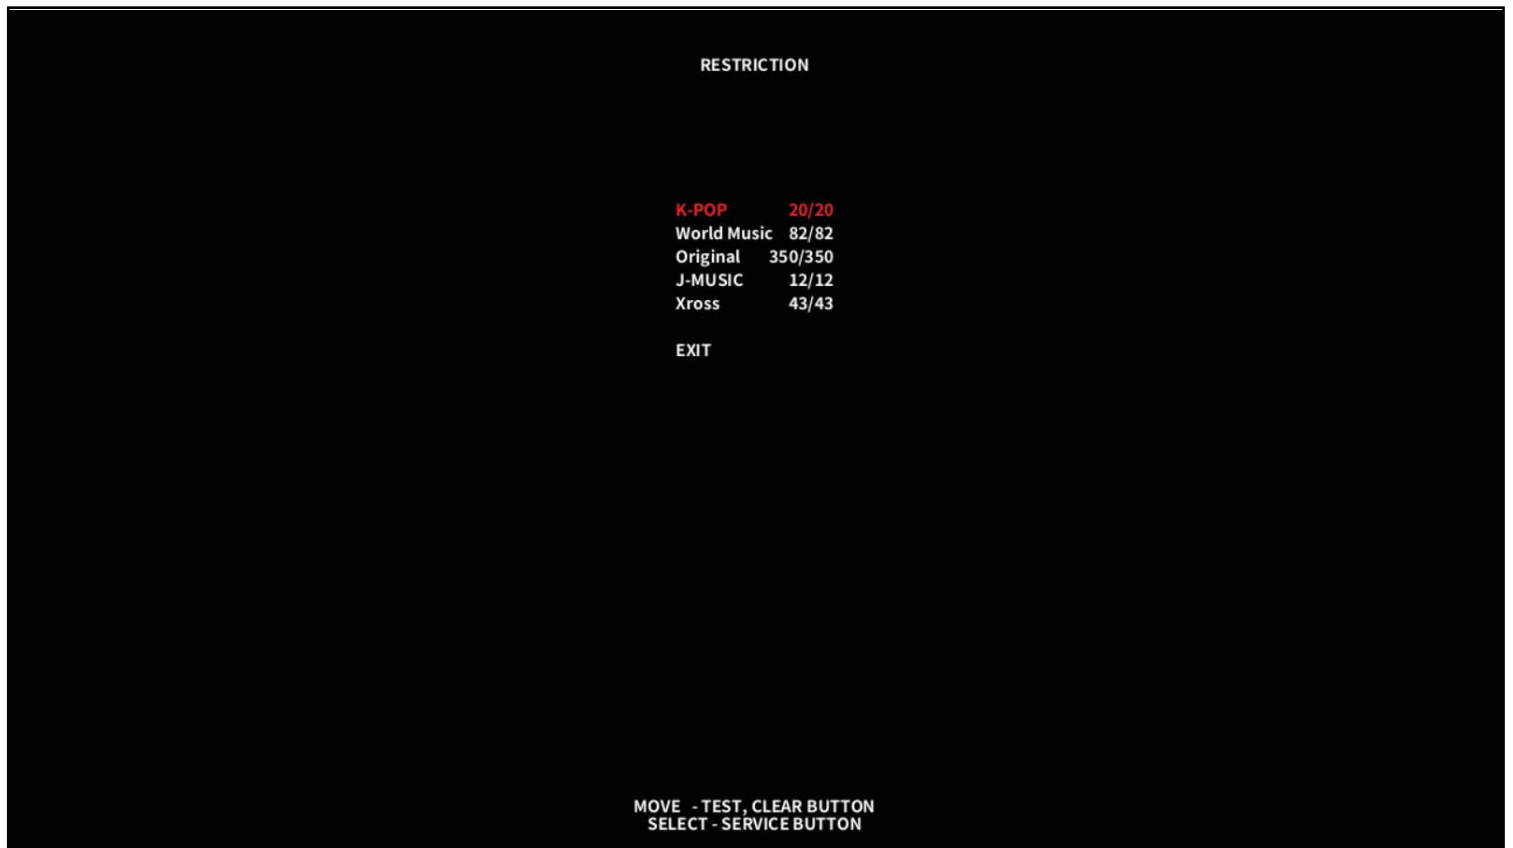 RESTRICTION
K-POP 20/20
World Music 82/82
Original 350/350
J-MUSIC 12/12
Xross 43/43
EXIT
MOVE - TEST, CLEAR BUTTON
SELECT - SERVICE BUTTON